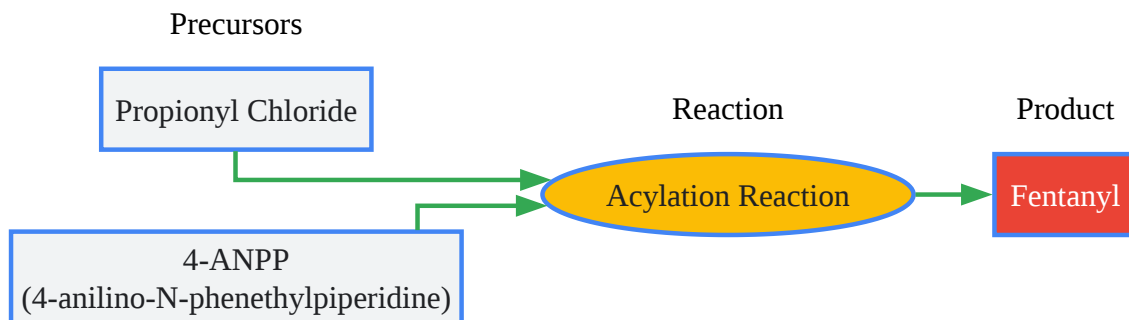 Precursors
Propionyl Chloride
4-ANPP
(4-anilino-N-phenethylpiperidine)
Reaction
Acylation Reaction
Product
Fentanyl